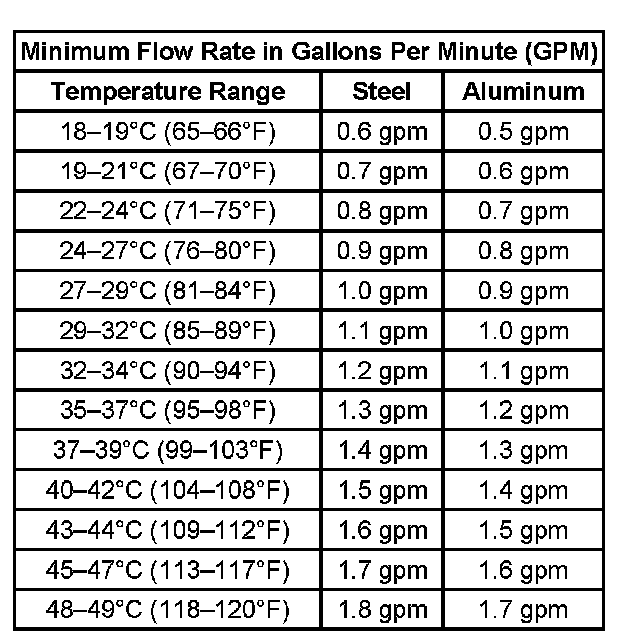 Minimum Flow Rate in Gallons Per Minute (GPM)
Temperature Range Steel Aluminum
18–19°C (65–66°F) 0.6 gpm 0.5 gpm
19–21°C (67–70°F) 0.7 gpm 0.6 gpm
22–24°C (71–75°F) 0.8 gpm 0.7 gpm
24–27°C (76–80°F) 0.9 gpm 0.8 gpm
27–29°C (81–84°F) 1.0 gpm 0.9 gpm
29–32°C (85–89°F) 1.1 gpm 1.0 gpm
32–34°C (90–94°F) 1.2 gpm 1.1 gpm
35–37°C (95–98°F) 1.3 gpm 1.2 gpm
37–39°C (99–103°F) 1.4 gpm 1.3 gpm
40–42°C (104–108°F) 1.5 gpm 1.4 gpm
43–44°C (109–112°F) 1.6 gpm 1.5 gpm
45–47°C (113–117°F) 1.7 gpm 1.6 gpm
48–49°C (118–120°F) 1.8 gpm 1.7 gpm